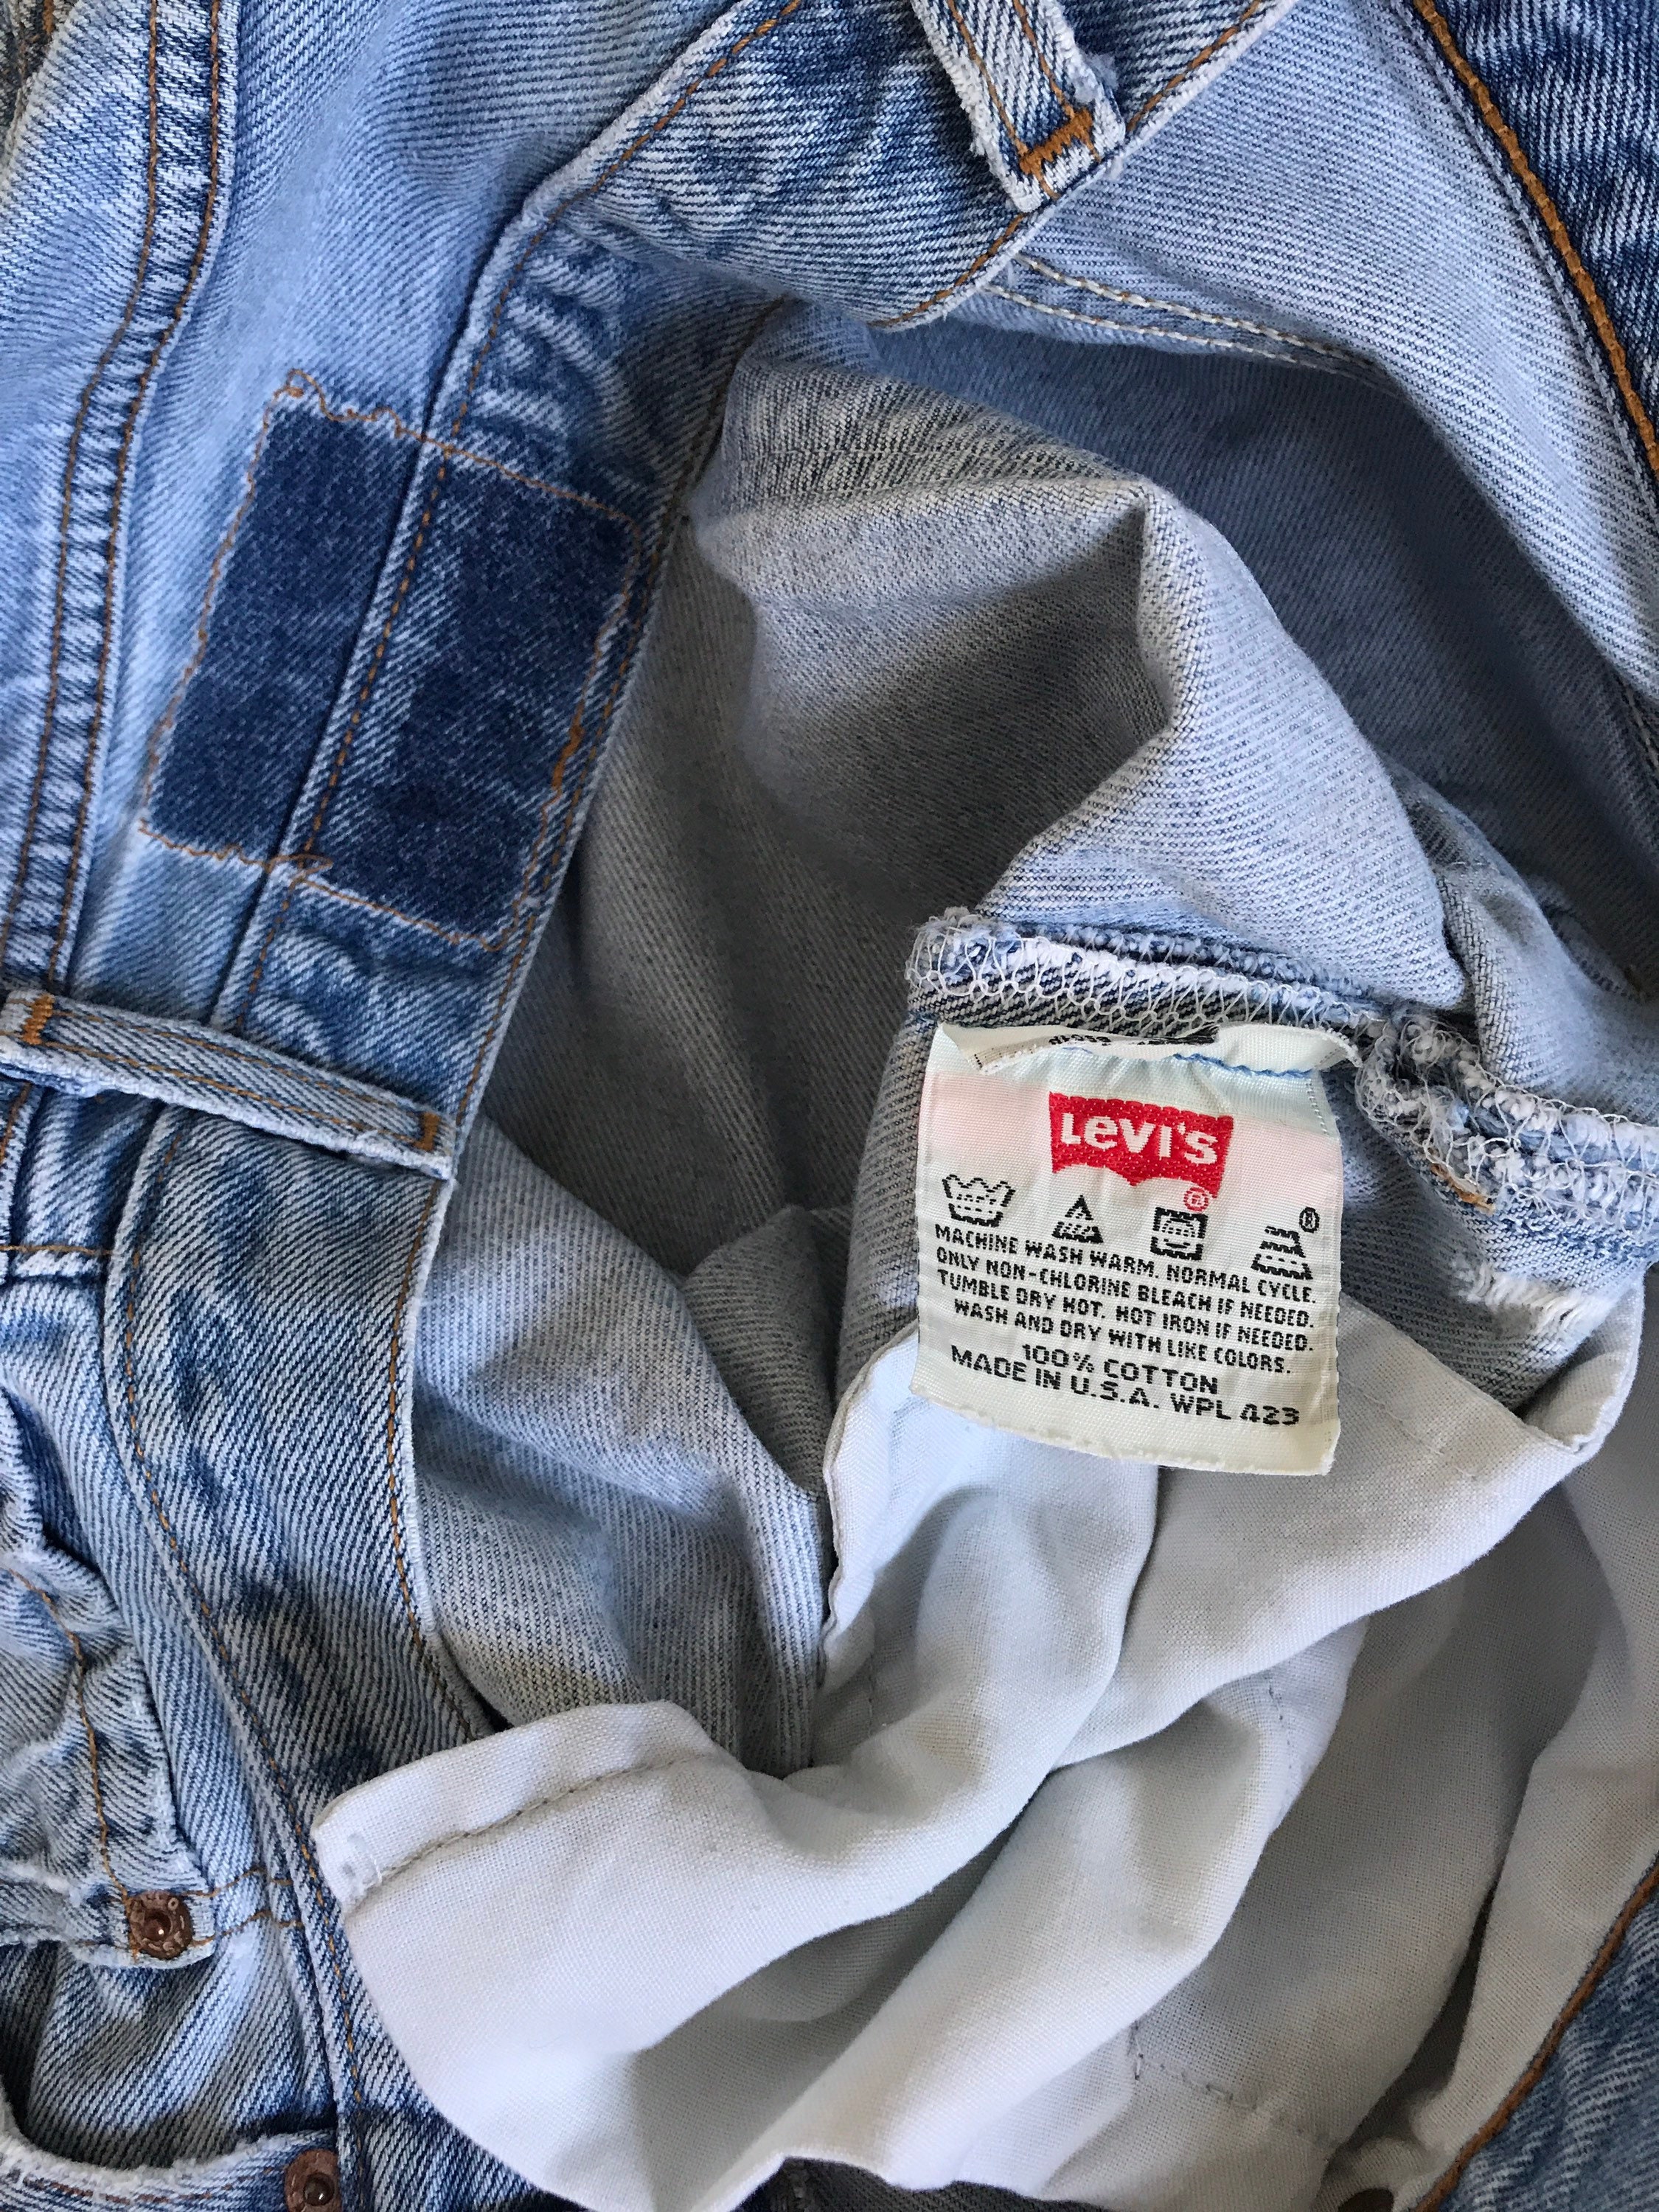 LEVI'S
®
®
MACHINE WASH WARM. NORMAL CYCLE.
ONLY NON-CHLORINE BLEACH IF NEEDED.
TUMBLE DRY HOT. HOT IRON IF NEEDED.
WASH AND DRY WITH LIKE COLORS.
100% COTTON
MADE IN U.S.A. WPL 423